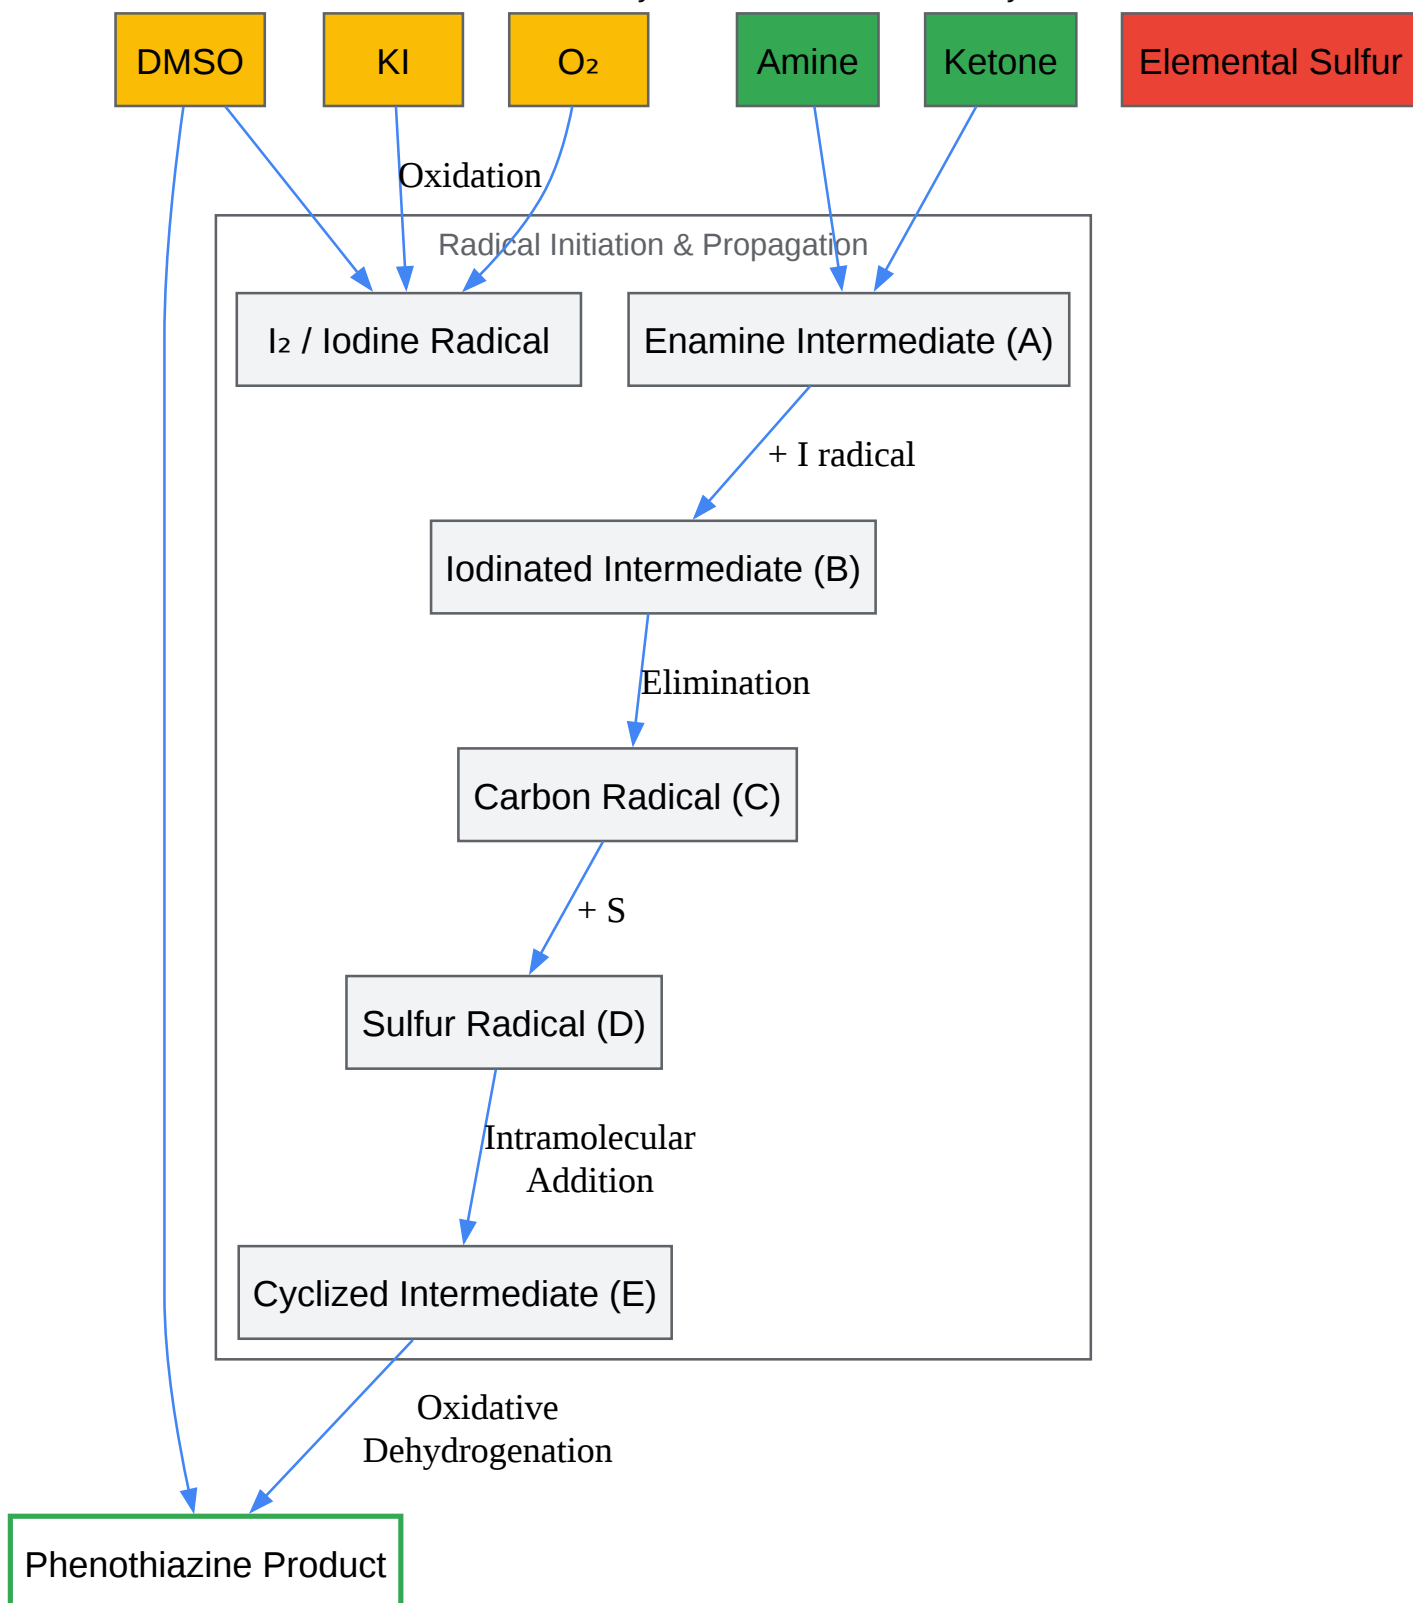 DMSO
KI
O₂
Amine
Ketone
Elemental Sulfur
Oxidation
Radical Initiation & Propagation
I₂ / Iodine Radical
Enamine Intermediate (A)
+ I radical
Iodinated Intermediate (B)
Elimination
Carbon Radical (C)
+ S
Sulfur Radical (D)
Intramolecular
Addition
Cyclized Intermediate (E)
Oxidative
Dehydrogenation
Phenothiazine Product